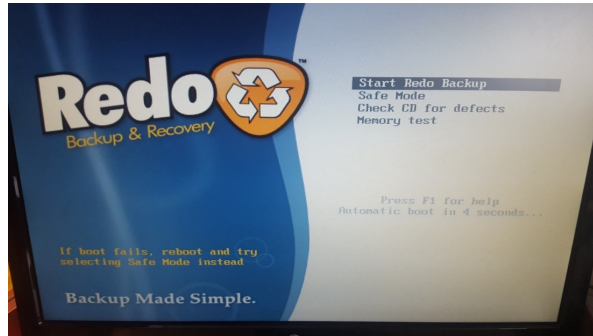 Redo™
Backup & Recovery
Start Redo Backup
Safe Mode
Check CD for defects
Memory test
Press F1 for help
Automatic boot in 4 seconds...
If boot fails, reboot and try
selecting Safe Mode instead
Backup Made Simple.